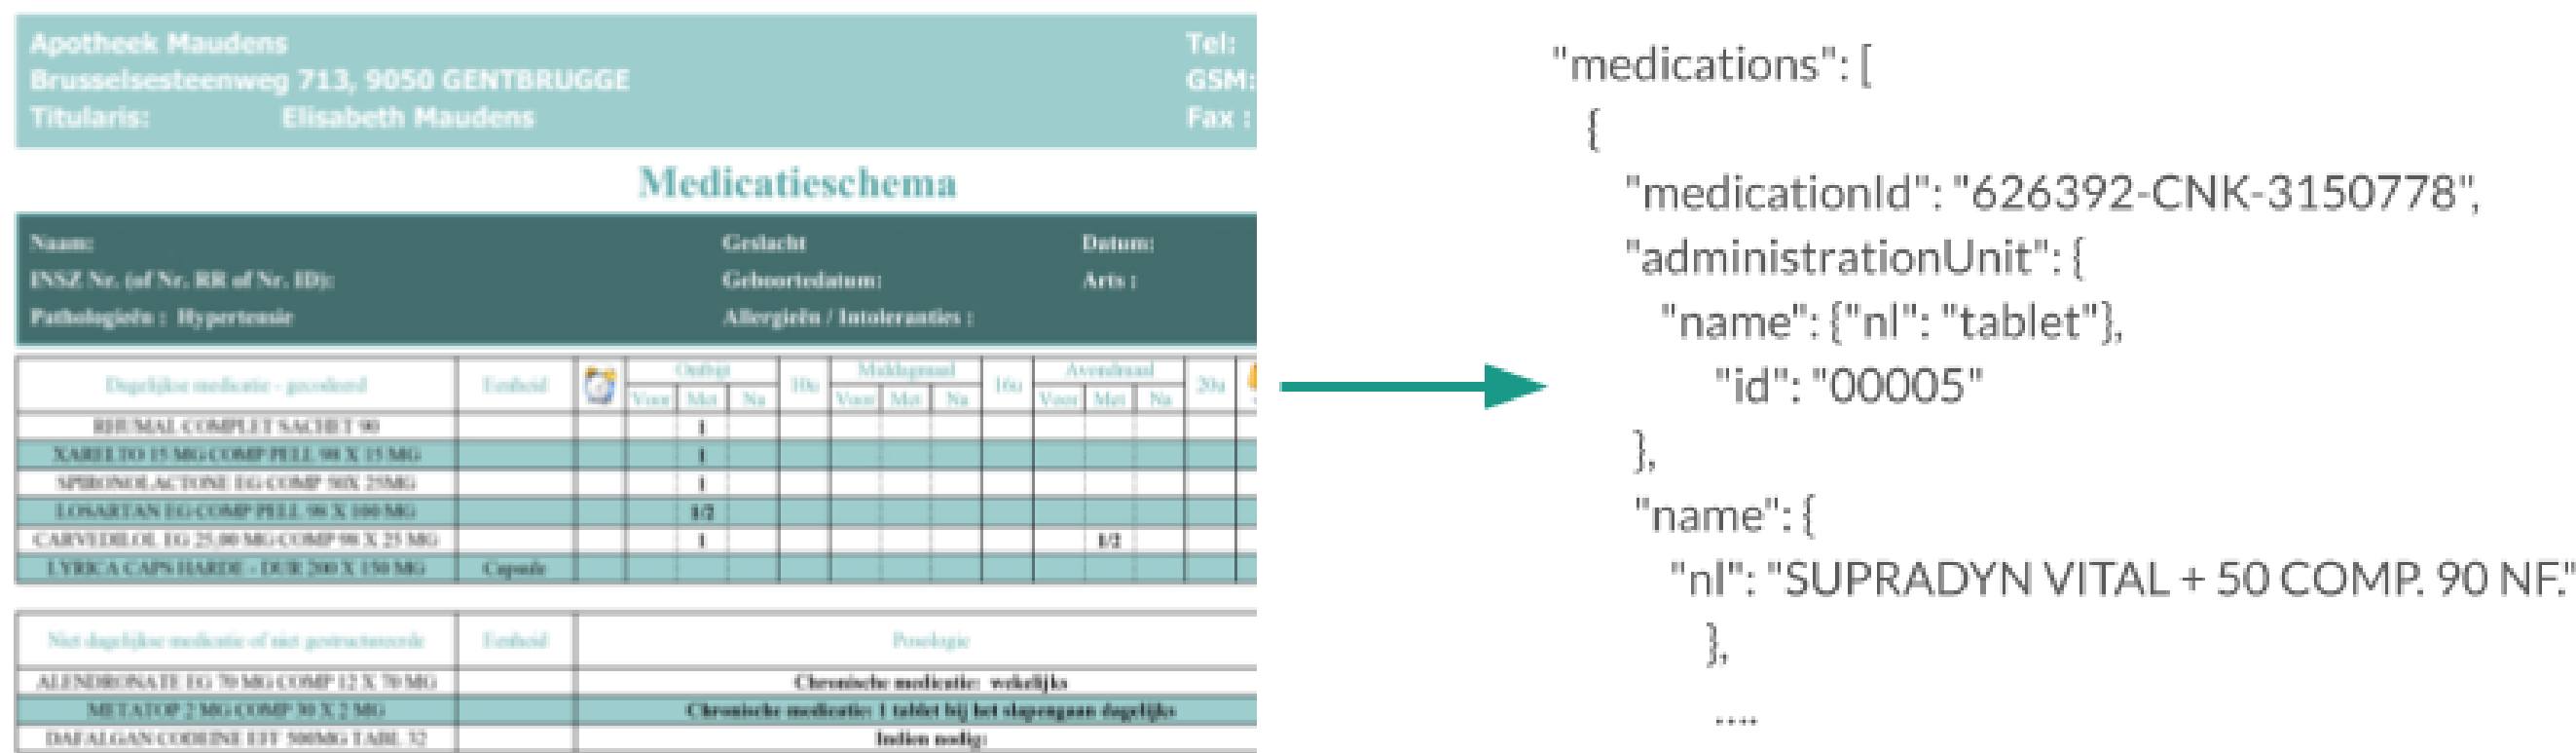 Apotheek Maudens
Brusselsesteenweg 713, 9050 GENTBRUGGE
Titularis: Elisabeth Maudens
Tel:
GSM:
Fax :
Medicatieschema
Naam: Geslacht Datum:
INSZ Nr. (of Nr. RR of Nr. ID): Geboortedatum: Arts :
Pathologieën : Hypertensie Allergieën / Intoleranties :
Dagelijkse medicatie - gecodeerd Eenheid Ontbijt 10u Middagmaal 16u Avondmaal 20u
Voor Met Na Voor Met Na Voor Met Na
RHUMAL COMPLET SACHET 90 1
XARELTO 15 MG COMP PELL 98 X 15 MG 1
SPIRONOLACTONE EG COMP 50X 25MG 1
LOSARTAN EG COMP PELL 98 X 100 MG 1/2
CARVEDILOL EG 25,00 MG COMP 98 X 25 MG 1 1/2
LYRICA CAPS HARDE - DUR 200 X 150 MG Capsule
Niet dagelijkse medicatie of niet gestructureerde Eenheid Posologie
ALENDRONATE EG 70 MG COMP 12 X 70 MG Chronische medicatie: wekelijks
METATOP 2 MG COMP 30 X 2 MG Chronische medicatie: 1 tablet bij het slapengaan dagelijks
DAFALGAN CODEINE EFF 500MG TABL 32 Indien nodig:
"medications": [
{
"medicationId": "626392-CNK-3150778",
"administrationUnit": {
"name": {"nl": "tablet"},
"id": "00005"
},
"name": {
"nl": "SUPRADYN VITAL + 50 COMP. 90 NF."
},
....